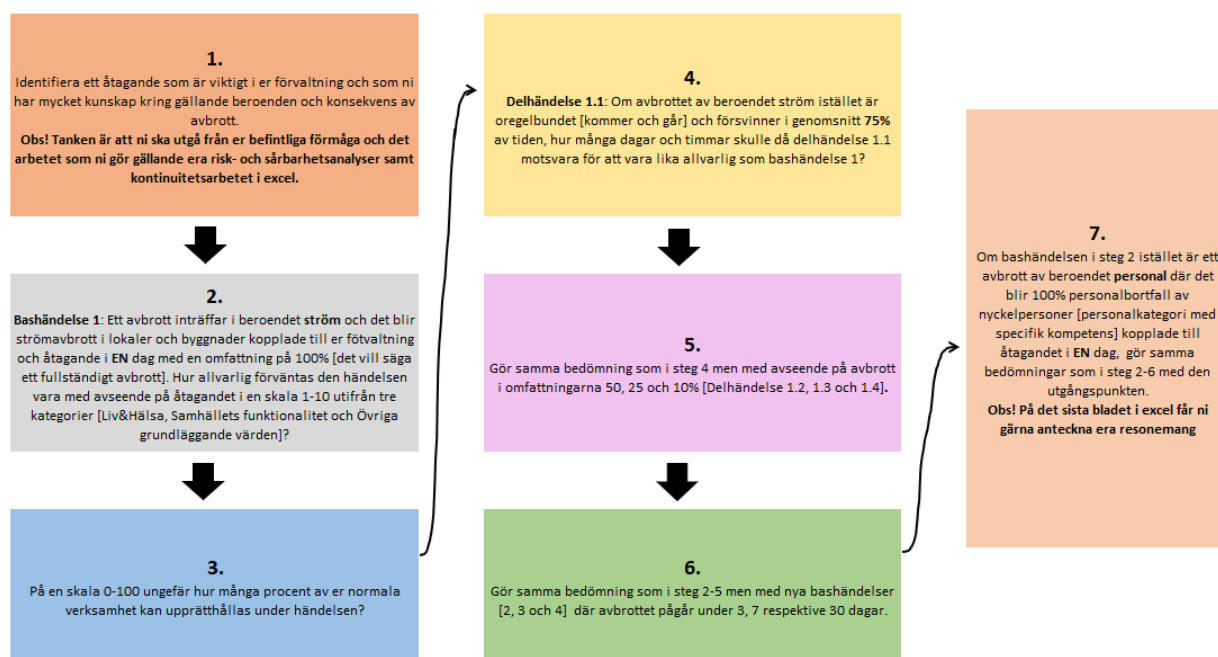 1.
Identifiera ett åtagande som är viktigt i er förvaltning och som ni
har mycket kunskap kring gällande beroenden och konsekvens av
avbrott.
Obs! Tanken är att ni ska utgå från er befintliga förmåga och det
arbetet som ni gör gällande era risk- och sårbarhetsanalyser samt
kontinuitetsarbetet i excel.
2.
Bashändelse 1: Ett avbrott inträffar i beroendet ström och det blir
strömavbrott i lokaler och byggnader kopplade till er fötvaltning
och åtagande i EN dag med en omfattning på 100% [det vill säga
ett fullständigt avbrott]. Hur allvarlig förväntas den händelsen
vara med avseende på åtagandet i en skala 1-10 utifrån tre
kategorier [Liv&Hälsa, Samhällets funktionalitet och Övriga
grundläggande värden]?
3.
På en skala 0-100 ungefär hur många procent av er normala
verksamhet kan upprätthållas under händelsen?
4.
Delhändelse 1.1: Om avbrottet av beroendet ström istället är
oregelbundet [kommer och går] och försvinner i genomsnitt 75%
av tiden, hur många dagar och timmar skulle då delhändelse 1.1
motsvara för att vara lika allvarlig som bashändelse 1?
5.
Gör samma bedömning som i steg 4 men med avseende på avbrott
i omfattningarna 50, 25 och 10% [Delhändelse 1.2, 1.3 och 1.4].
6.
Gör samma bedömning som i steg 2-5 men med nya bashändelser
[2, 3 och 4] där avbrottet pågår under 3, 7 respektive 30 dagar.
7.
Om bashändelsen i steg 2 istället är ett
avbrott av beroendet personal där det
blir 100% personalbortfall av
nyckelpersoner [personalkategori med
specifik kompetens] kopplade till
åtagandet i EN dag, gör samma
bedömningar som i steg 2-6 med den
utgångspunkten.
Obs! På det sista bladet i excel får ni
gärna anteckna era resonemang